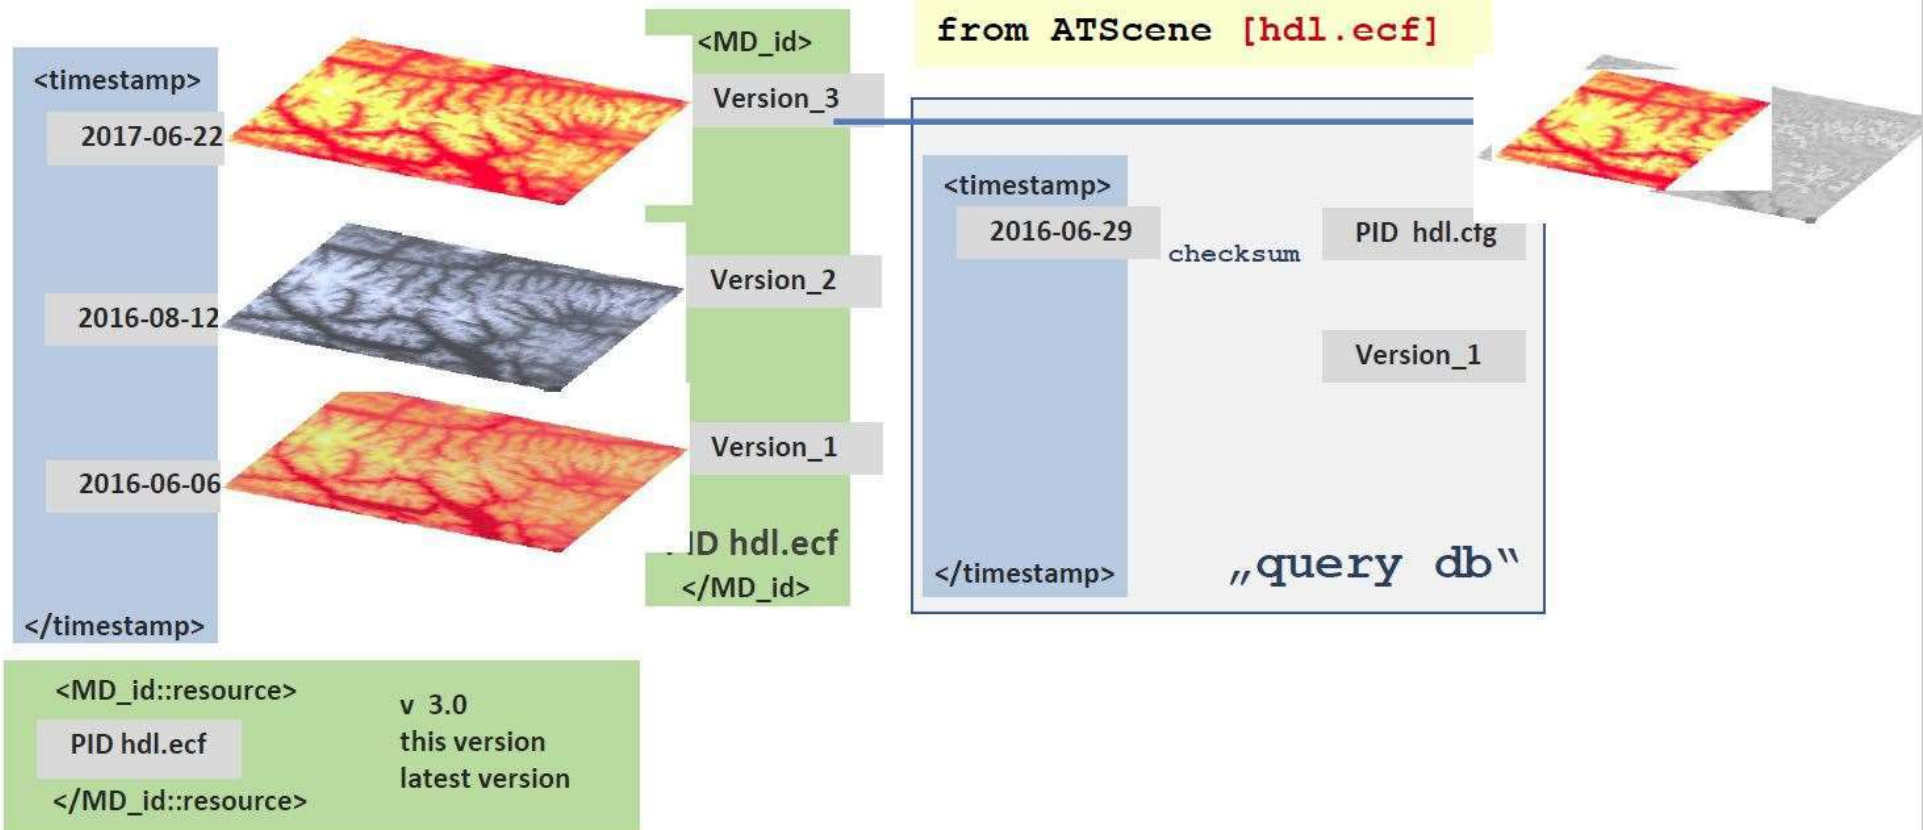 <timestamp>
2017-06-22
2016-08-12
2016-06-06
</timestamp>
<MD_id>
Version_3
Version_2
Version_1
ID hdl.ecf
</MD_id>
from ATScene [hdl.ecf]
<timestamp>
2016-06-29
checksum
PID hdl.cfg
Version_1
</timestamp>
„query db“
<MD_id::resource>
PID hdl.ecf
</MD_id::resource>
v 3.0
this version
latest version